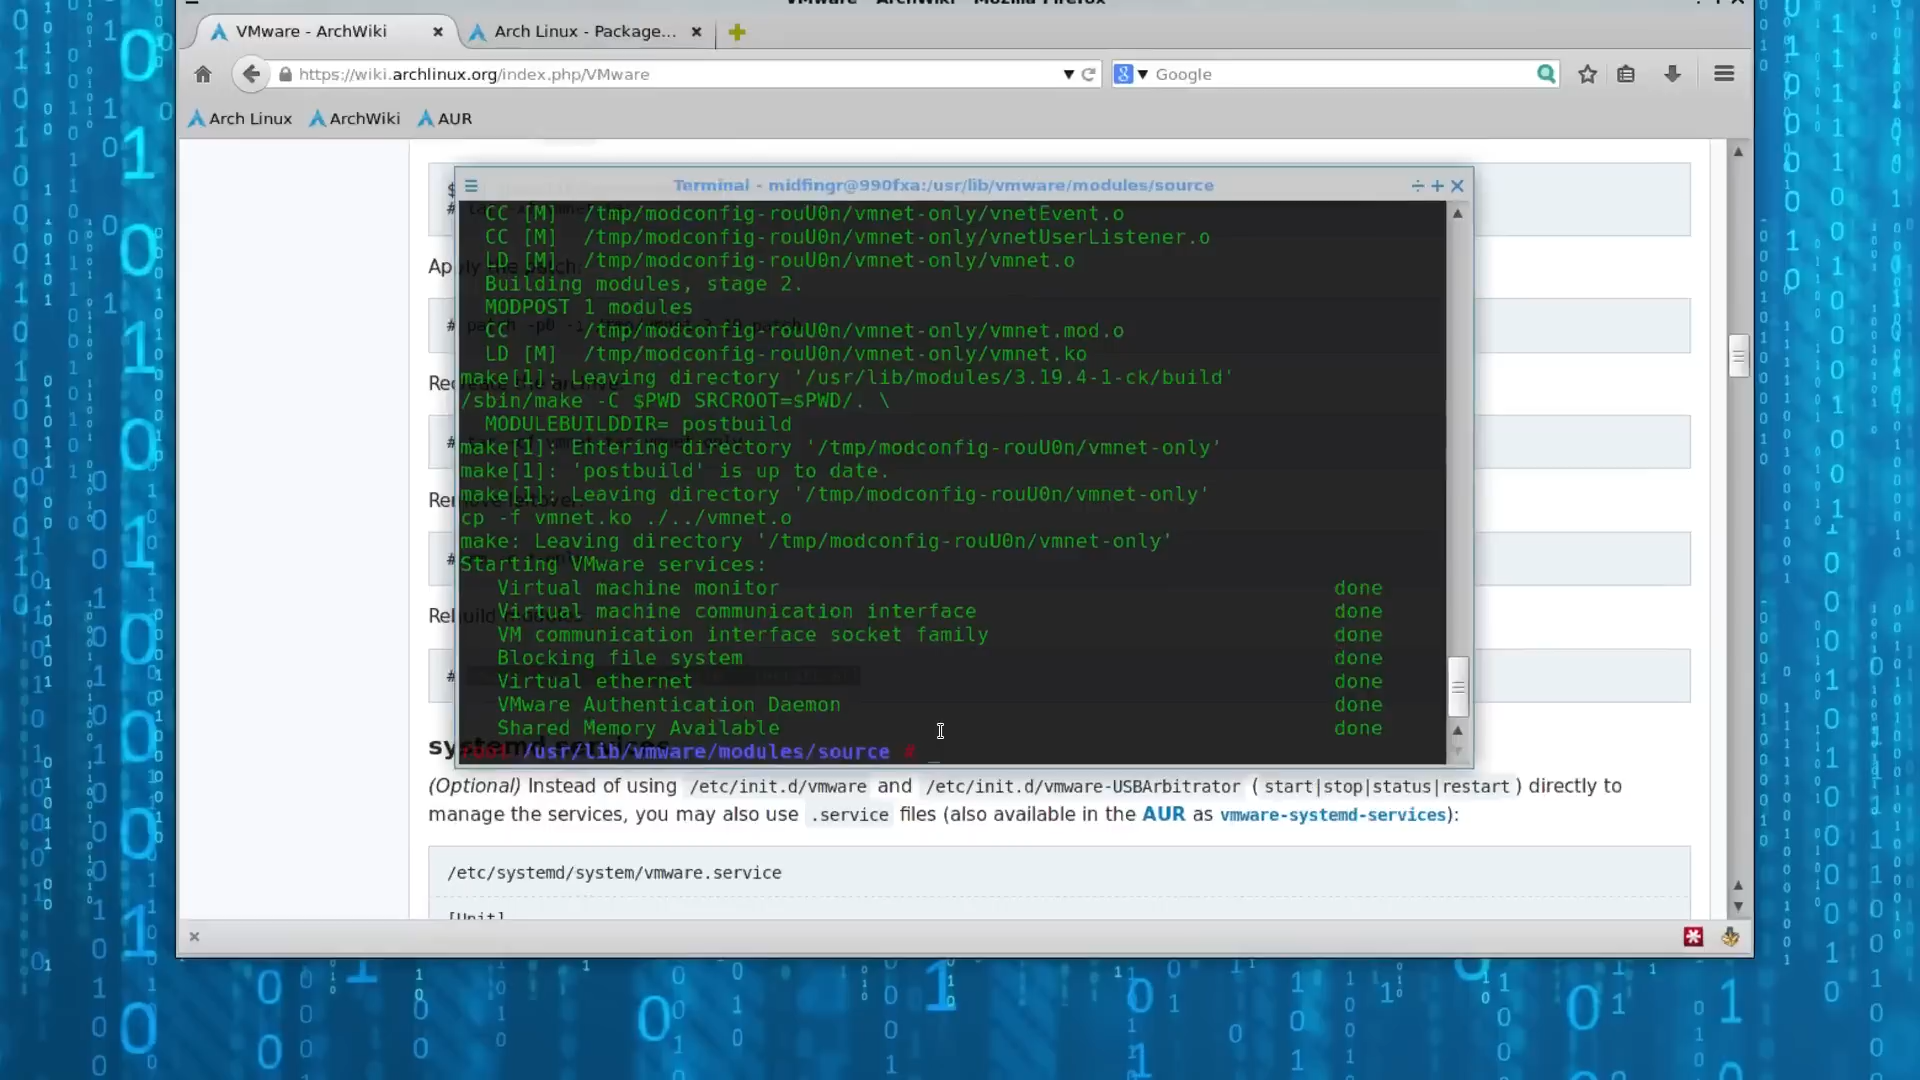 VMware - ArchWiki - Mozilla Firefox
VMware - ArchWiki
Arch Linux - Package...
https://wiki.archlinux.org/index.php/VMware
Google
Arch Linux
ArchWiki
AUR
Terminal - midfingr@990fxa:/usr/lib/vmware/modules/source
CC [M]  /tmp/modconfig-rouU0n/vmnet-only/vnetEvent.o
CC [M]  /tmp/modconfig-rouU0n/vmnet-only/vnetUserListener.o
LD [M]  /tmp/modconfig-rouU0n/vmnet-only/vmnet.o
Building modules, stage 2.
MODPOST 1 modules
CC      /tmp/modconfig-rouU0n/vmnet-only/vmnet.mod.o
LD [M]  /tmp/modconfig-rouU0n/vmnet-only/vmnet.ko
make[1]: Leaving directory '/usr/lib/modules/3.19.4-1-ck/build'
/sbin/make -C $PWD SRCROOT=$PWD/. \
MODULEBUILDDIR= postbuild
make[1]: Entering directory '/tmp/modconfig-rouU0n/vmnet-only'
make[1]: 'postbuild' is up to date.
make[1]: Leaving directory '/tmp/modconfig-rouU0n/vmnet-only'
cp -f vmnet.ko ./../vmnet.o
make: Leaving directory '/tmp/modconfig-rouU0n/vmnet-only'
Starting VMware services:
Virtual machine monitor done
Virtual machine communication interface done
VM communication interface socket family done
Blocking file system done
Virtual ethernet done
VMware Authentication Daemon done
Shared Memory Available done
/usr/lib/vmware/modules/source # _
systemd services
(Optional) Instead of using /etc/init.d/vmware and /etc/init.d/vmware-USBArbitrator ( start|stop|status|restart ) directly to
manage the services, you may also use .service files (also available in the AUR as vmware-systemd-services):
/etc/systemd/system/vmware.service
[Unit]